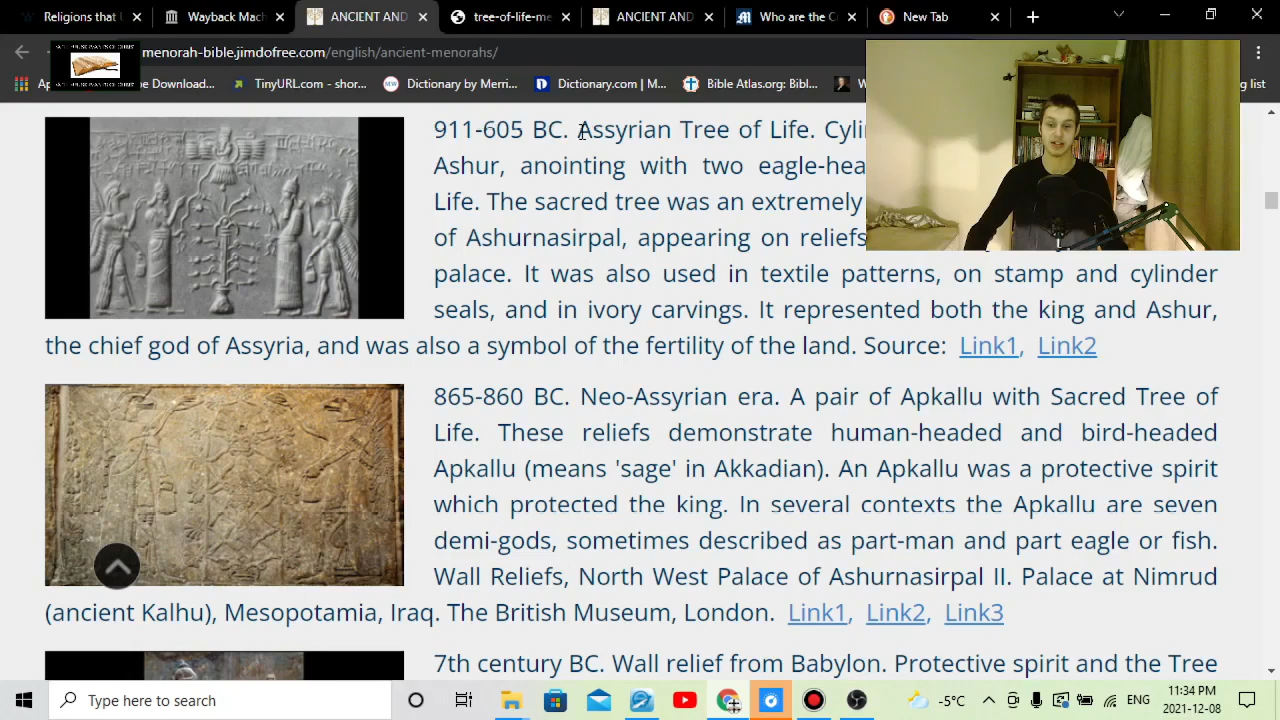 Religions that u
Wayback Mach
ANCIENT AND
tree-of-life-me
ANCIENT AND
Who are the C
New Tab
menorah-bible.jimdofree.com/english/ancient-menorahs/
e Download...
TinyURL.com - shor...
Dictionary by Merri...
Dictionary.com | M...
Bible Atlas.org: Bibl...
911-605 BC. Assyrian Tree of Life.
Ashur, anointing with two
Life. The sacred tree was an extremely
of Ashurnasirpal, appearing on reliefs
palace. It was also used in textile patterns, on stamp and cylinder
seals, and in ivory carvings. It represented both the king and Ashur,
the chief god of Assyria, and was also a symbol of the fertility of the land. Source: Link1, Link2
865-860 BC. Neo-Assyrian era. A pair of Apkallu with Sacred Tree of
Life. These reliefs demonstrate human-headed and bird-headed
Apkallu (means 'sage' in Akkadian). An Apkallu was a protective spirit
which protected the king. In several contexts the Apkallu are seven
demi-gods, sometimes described as part-man and part eagle or fish.
Wall Reliefs, North West Palace of Ashurnasirpal II. Palace at Nimrud
(ancient Kalhu), Mesopotamia, Iraq. The British Museum, London. Link1, Link2, Link3
7th century BC. Wall relief from Babylon. Protective spirit and the Tree
Type here to search
-5°C
ENG
11:34 PM
2021-12-08